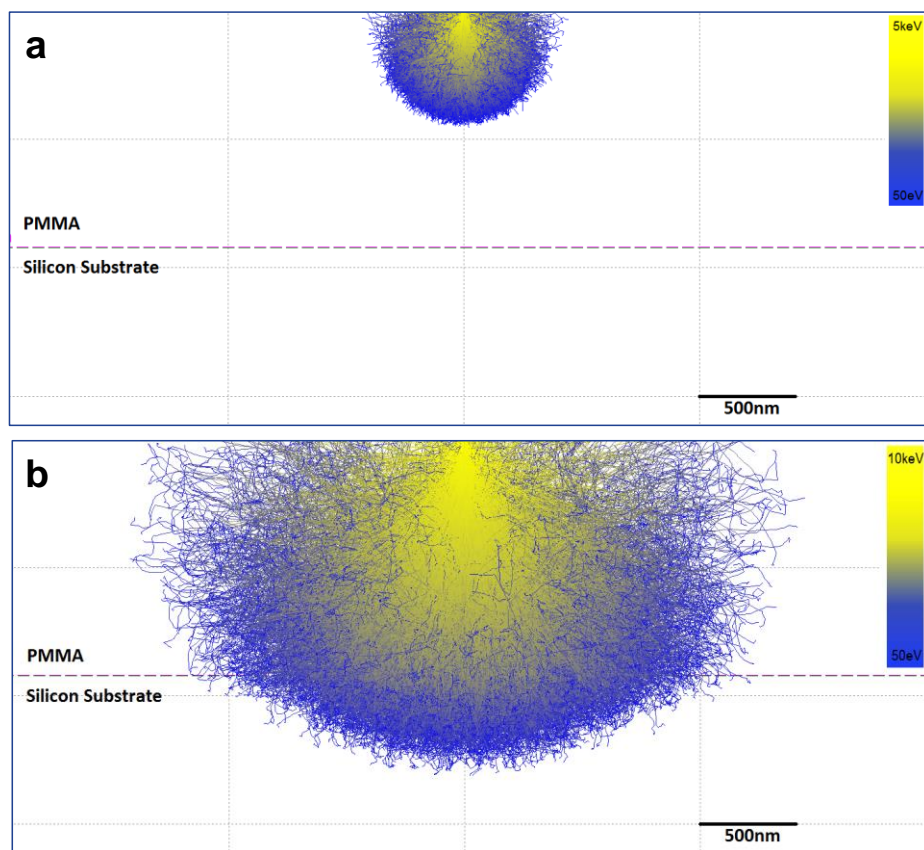 a
5keV
50eV
PMMA
Silicon Substrate
500nm
b
10keV
50eV
PMMA
Silicon Substrate
500nm